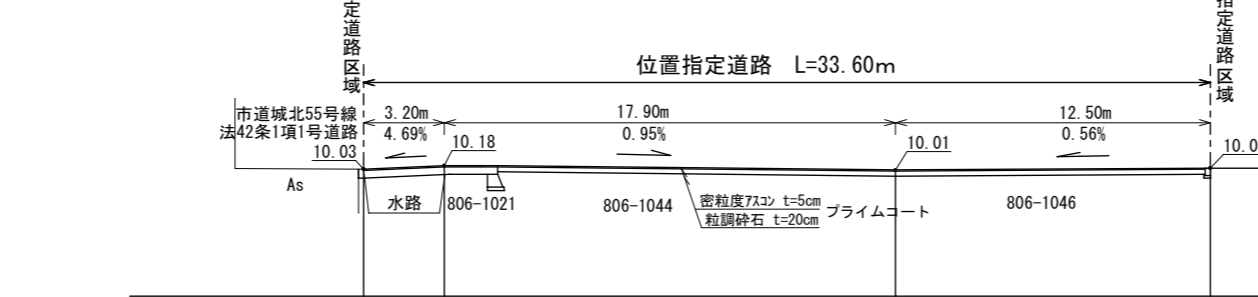 定道路区域
指定道路区域
位置指定道路 L=33.60m
市道城北55号線
法42条1項1号道路
3.20m
17.90m
12.50m
4.69%
0.95%
0.56%
10.03
10.18
10.01
10.0
As
水路
806-1021
806-1044
密粒度アスコン t=5cm
粒調砕石 t=20cm
プライムコート
806-1046